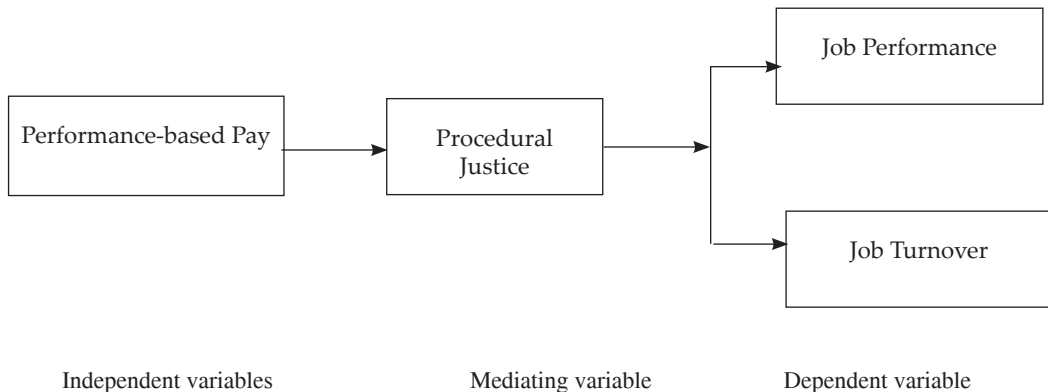 Job Performance
Performance-based Pay
Procedural
Justice
Job Turnover
Independent variables
Mediating variable
Dependent variable